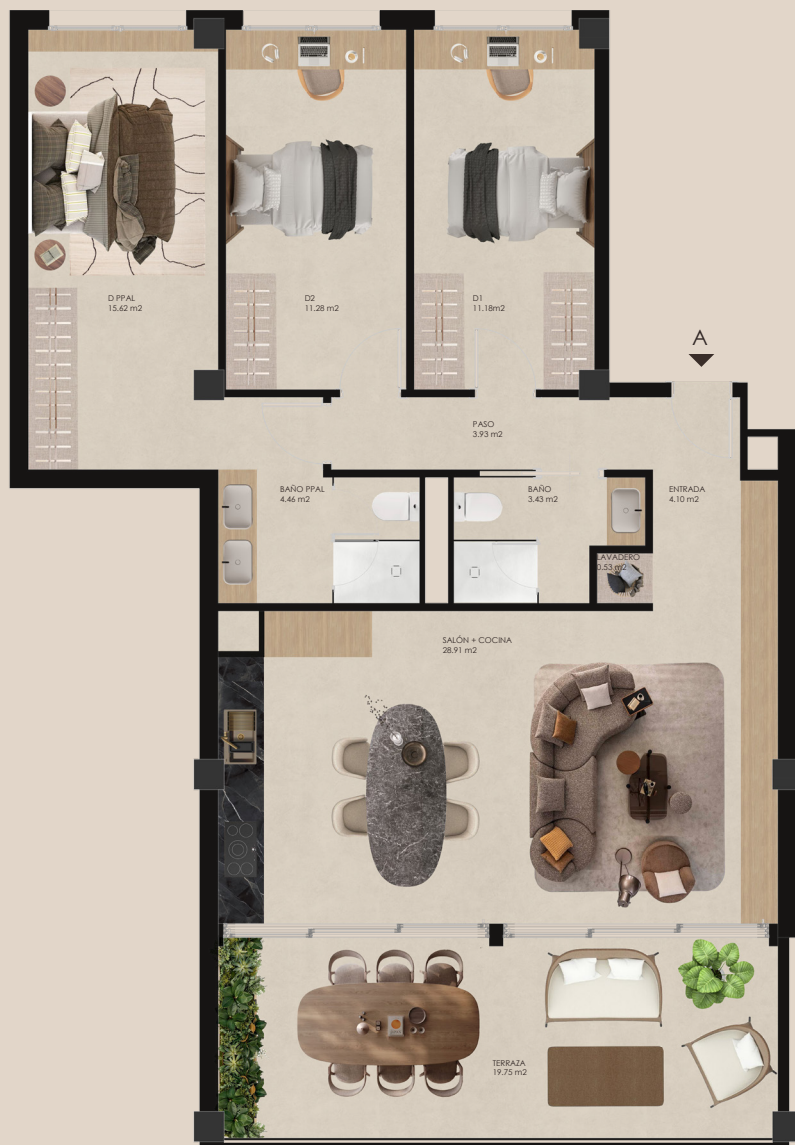 A
D PPAL
15.62 m2
D2
11.28 m2
D1
11.18m2
PASO
3.93 m2
BAÑO PPAL
4.46 m2
BAÑO
3.43 m2
ENTRADA
4.10 m2
LAVADERO
0.53 m2
SALÓN + COCINA
28.91 m2
TERRAZA
19.75 m2